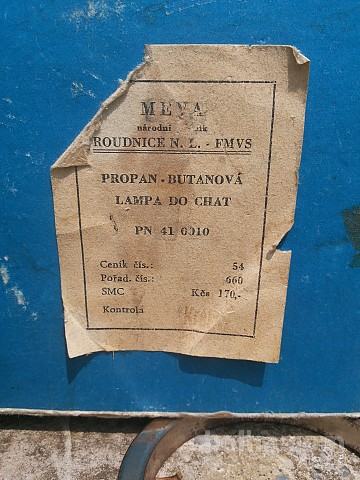 MEVA
národní
ROUDNICE N. L. - FMVS
PROPAN - BUTANOVÁ
LAMPA DO CHAT
PN 41 6010
Ceník čís.: 54
Pořad. čís.: 660
SMC Kčs 170,-
Kontrola